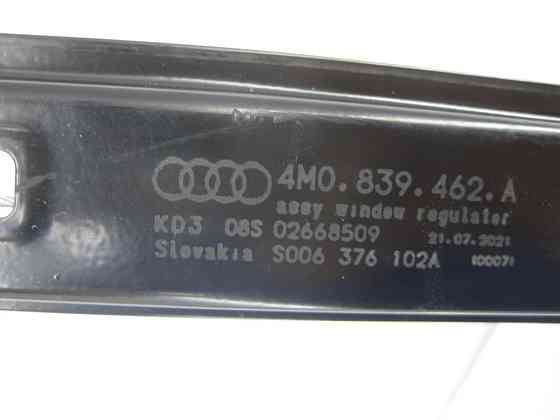 4M0.839.462.A
assy window regulator
KD3 08S 02668509 21.07.2021
Slovakia S006 376 102A